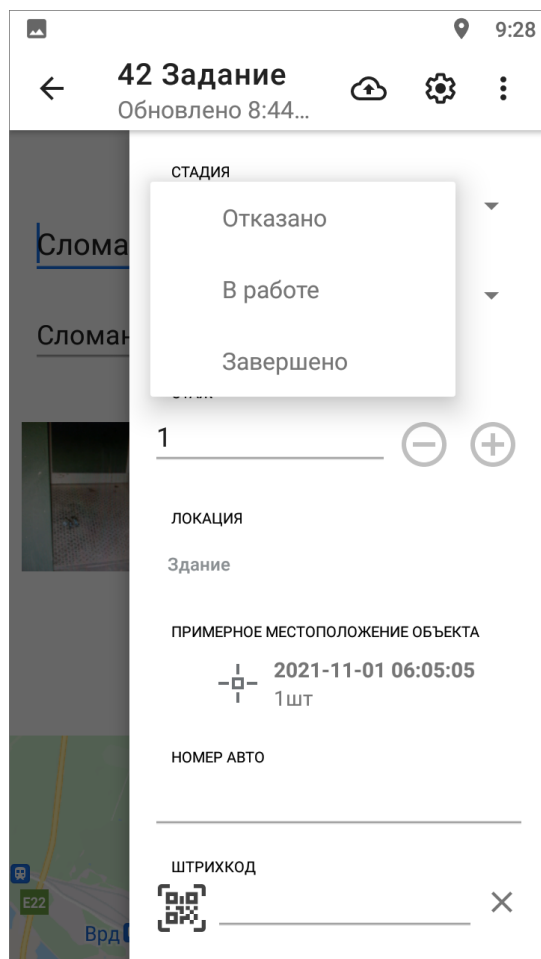 9:28
42 Задание
Обновлено 8:44...
СТАДИЯ
Отказано
Слома
В работе
Слома
Завершено
1
ЛОКАЦИЯ
Здание
ПРИМЕРНОЕ МЕСТОПОЛОЖЕНИЕ ОБЪЕКТА
2021-11-01 06:05:05
1шт
НОМЕР АВТО
ШТРИХКОД
E22
Врд